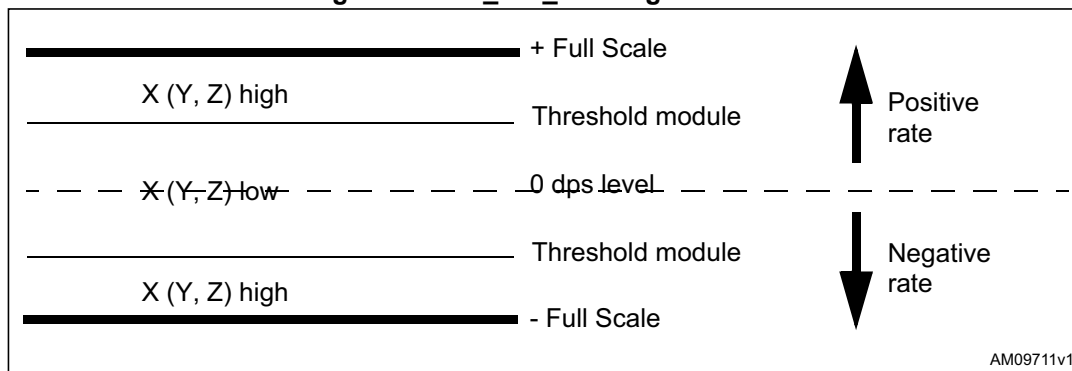 + Full Scale
X (Y, Z) high
Threshold module
Positive
rate
X (Y, Z) low
0 dps level
Threshold module
Negative
rate
X (Y, Z) high
- Full Scale
AM09711v1